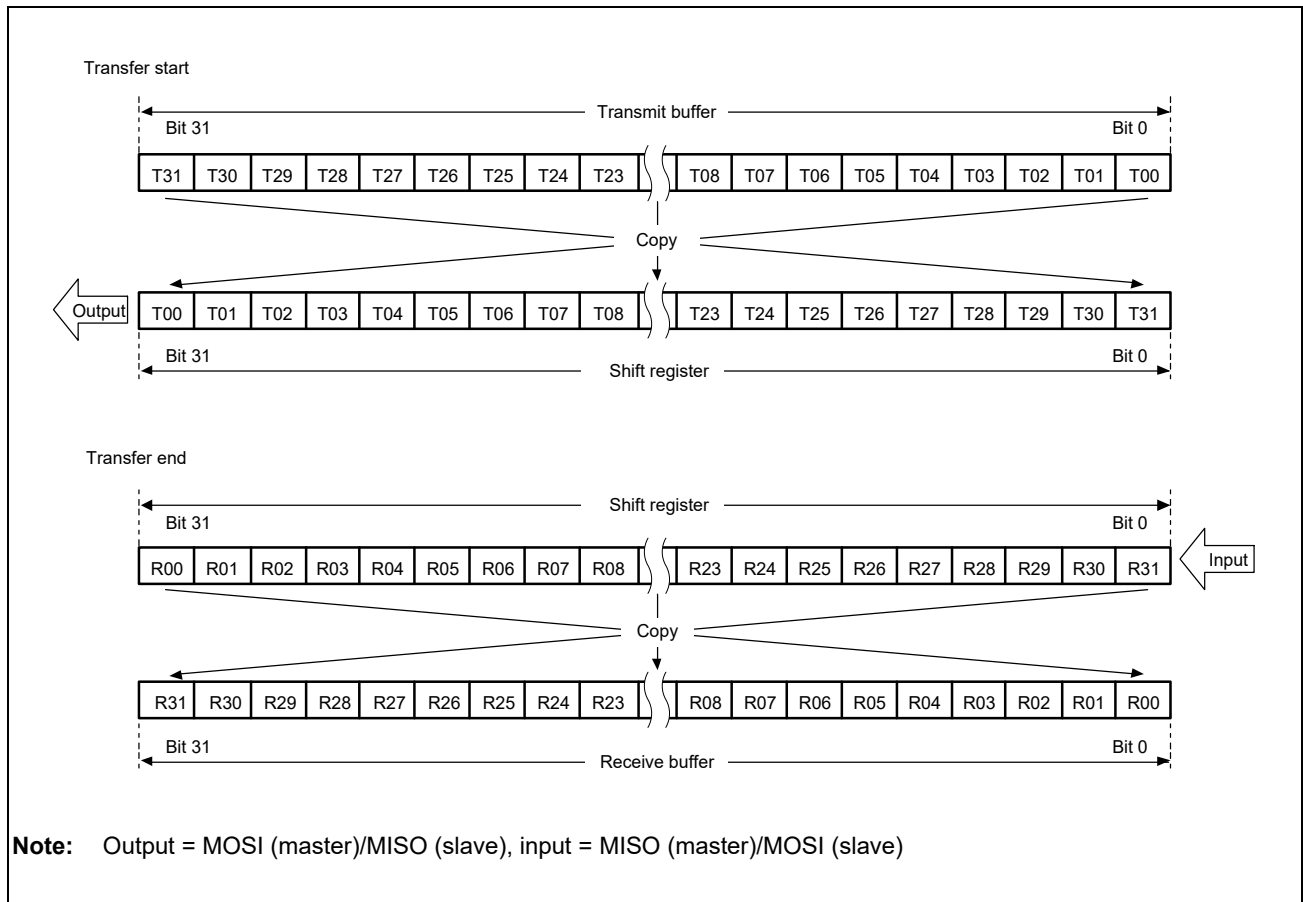 Transfer start
Transmit buffer
Bit 31 Bit 0
T31 T30 T29 T28 T27 T26 T25 T24 T23 T08 T07 T06 T05 T04 T03 T02 T01 T00
Copy
Output T00 T01 T02 T03 T04 T05 T06 T07 T08 T23 T24 T25 T26 T27 T28 T29 T30 T31
Bit 31 Bit 0
Shift register
Transfer end
Shift register
Bit 31 Bit 0
R00 R01 R02 R03 R04 R05 R06 R07 R08 R23 R24 R25 R26 R27 R28 R29 R30 R31 Input
Copy
R31 R30 R29 R28 R27 R26 R25 R24 R23 R08 R07 R06 R05 R04 R03 R02 R01 R00
Bit 31 Bit 0
Receive buffer
Note: Output = MOSI (master)/MISO (slave), input = MISO (master)/MOSI (slave)